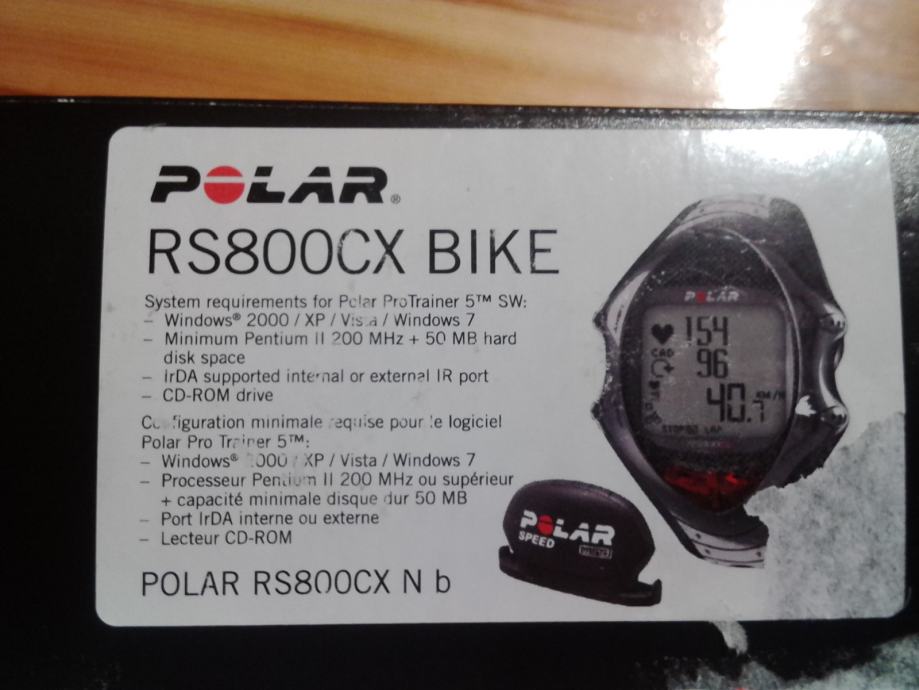 POLAR®
RS800CX BIKE
System requirements for Polar ProTrainer 5™ SW:
– Windows® 2000 / XP / Vista / Windows 7
– Minimum Pentium II 200 MHz + 50 MB hard
disk space
– IrDA supported internal or external IR port
– CD-ROM drive
Configuration minimale requise pour le logiciel
Polar Pro Trainer 5™:
– Windows® 2000 / XP / Vista / Windows 7
– Processeur Pentium II 200 MHz ou supérieur
+ capacité minimale disque dur 50 MB
– Port IrDA interne ou externe
– Lecteur CD-ROM
POLAR RS800CX N b
POLAR
154
CAD
96
KM/H
40.7
POLAR
SPEED